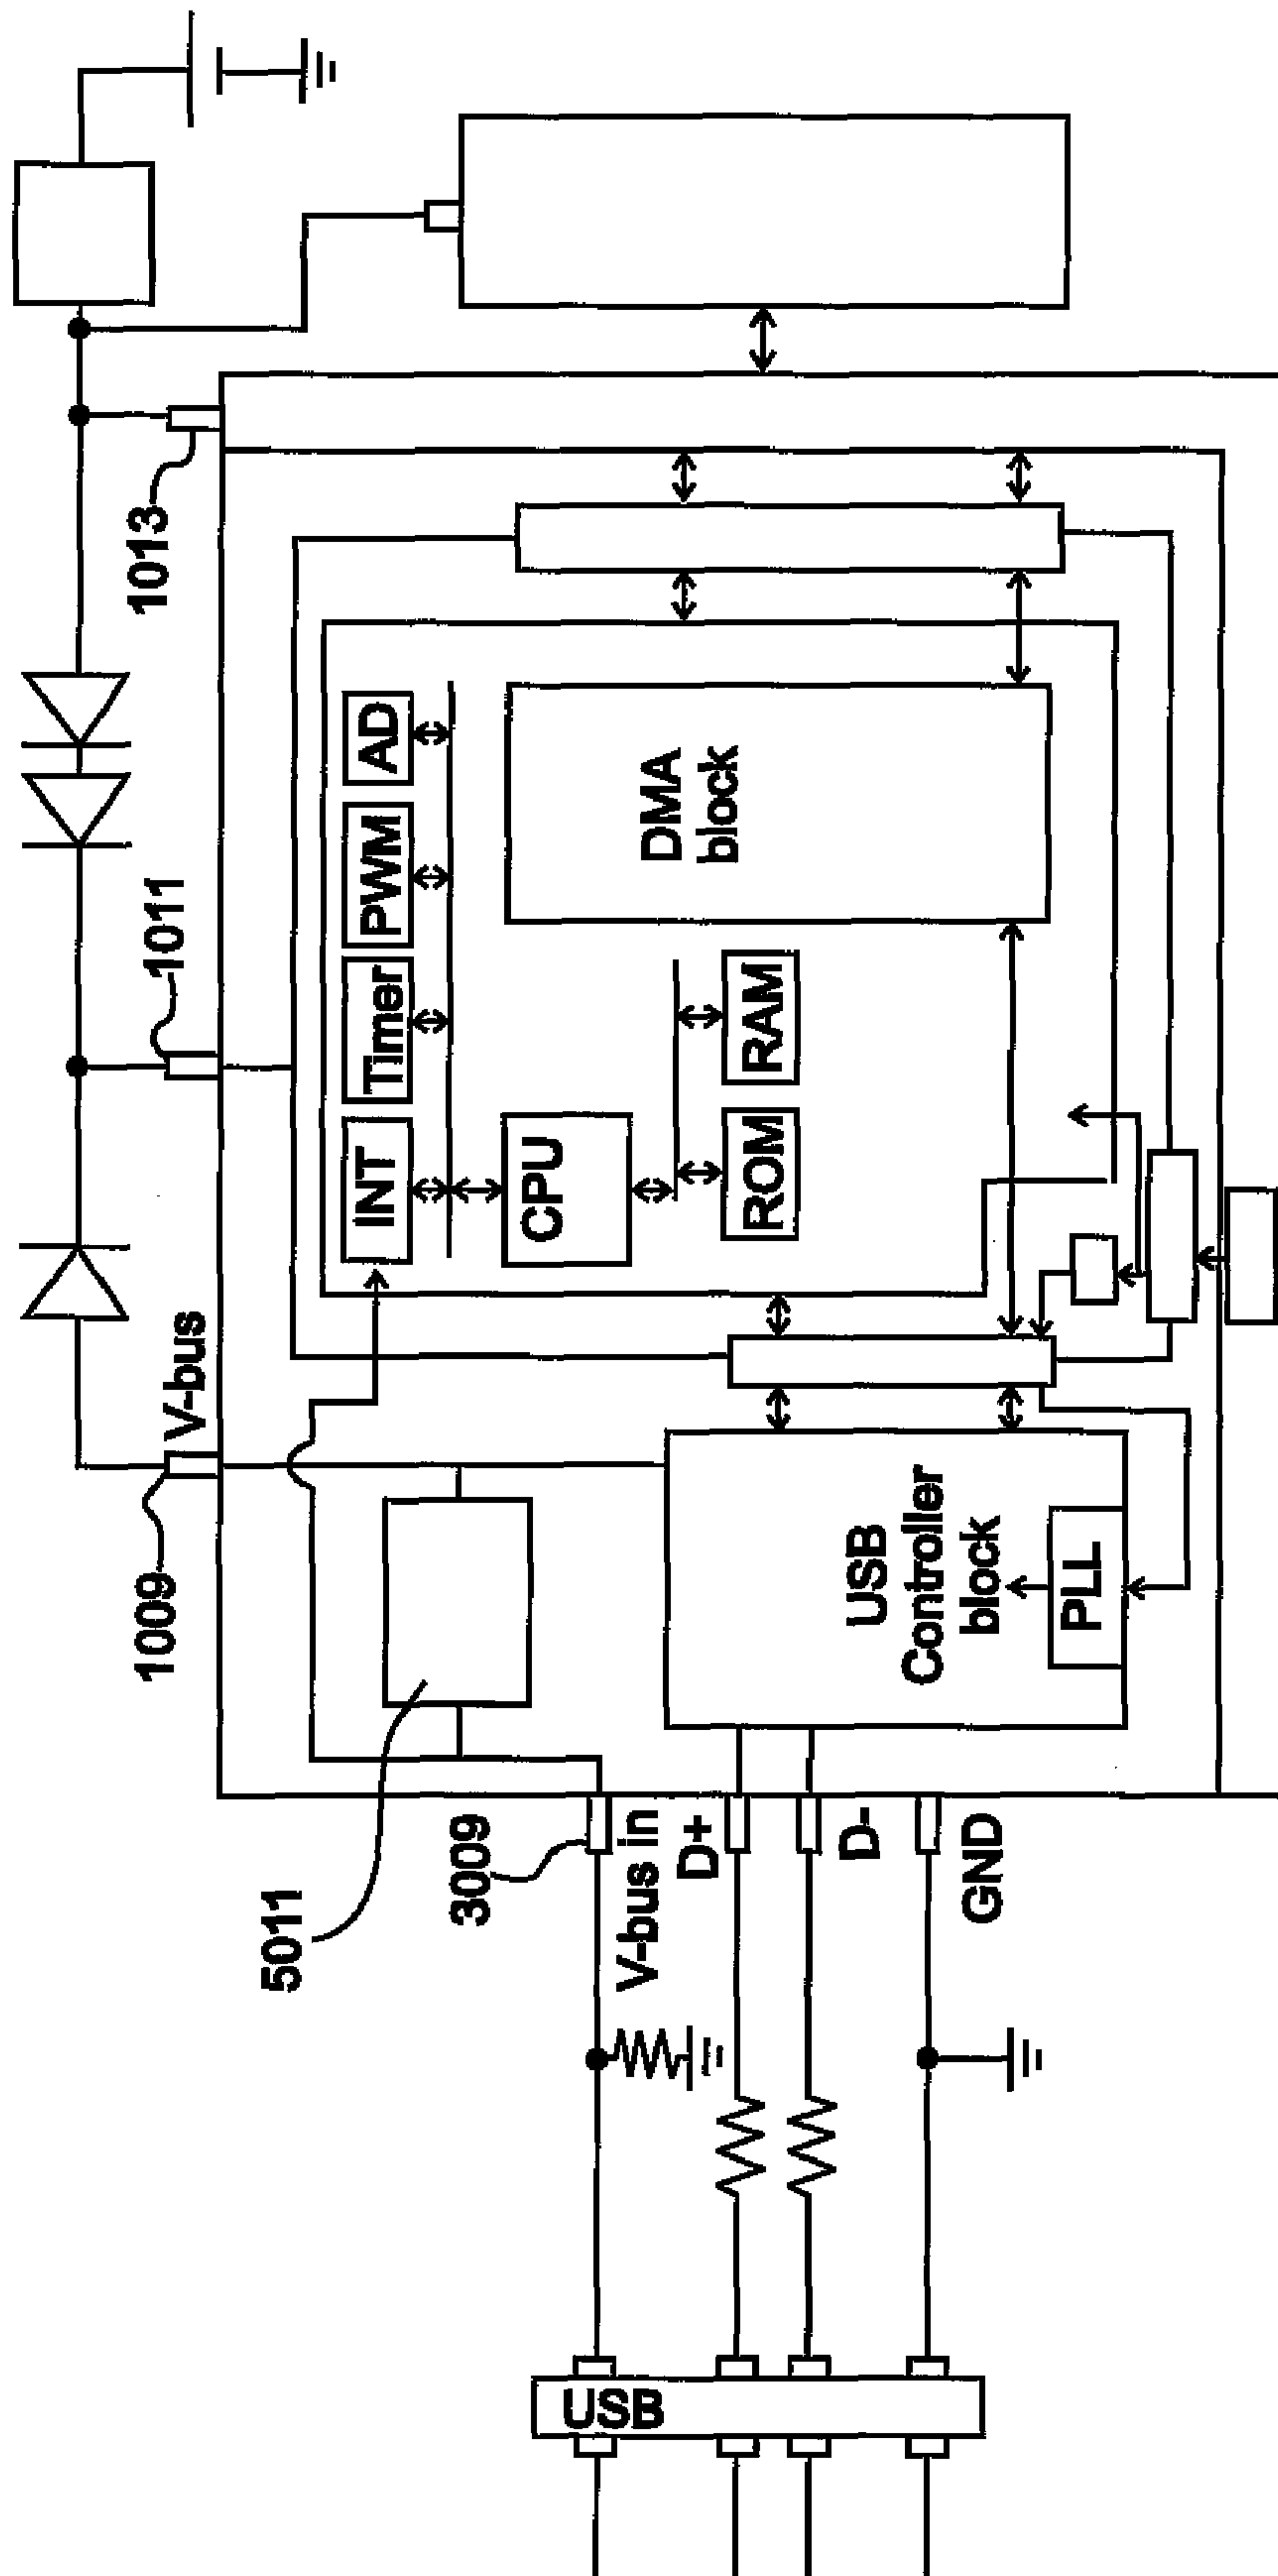 1009
V-bus
1011
1013
5011
INT
Timer
PWM
AD
3009
V-bus in
CPU
USB
D+
ROM
RAM
DMA
block
D-
USB
Controller
block
GND
PLL